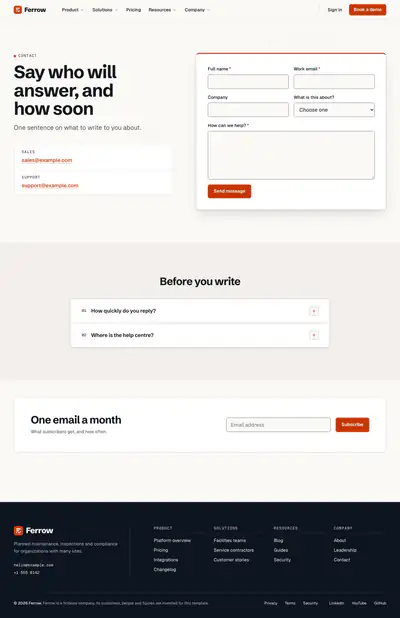 Ferrow
Product
Solutions
Pricing
Resources
Company
Sign in
Book a demo
CONTACT
Say who will
answer, and
how soon
One sentence on what to write to you about.
SALES
sales@example.com
SUPPORT
support@example.com
Full name *
Work email *
Company
What is this about?
Choose one
How can we help? *
Send message
Before you write
01 How quickly do you reply?
02 Where is the help centre?
One email a month
What subscribers get, and how often.
Email address
Subscribe
Ferrow
Planned maintenance, inspections and compliance
for organizations with many sites.
hello@example.com
+1 555 0142
PRODUCT
Platform overview
Pricing
Integrations
Changelog
SOLUTIONS
Facilities teams
Service contractors
Customer stories
RESOURCES
Blog
Guides
Security
COMPANY
About
Leadership
Contact
© 2026 Ferrow. Ferrow is a fictional company. Its customers, people and figures are invented for this template.
Privacy
Terms
Security
LinkedIn
YouTube
GitHub